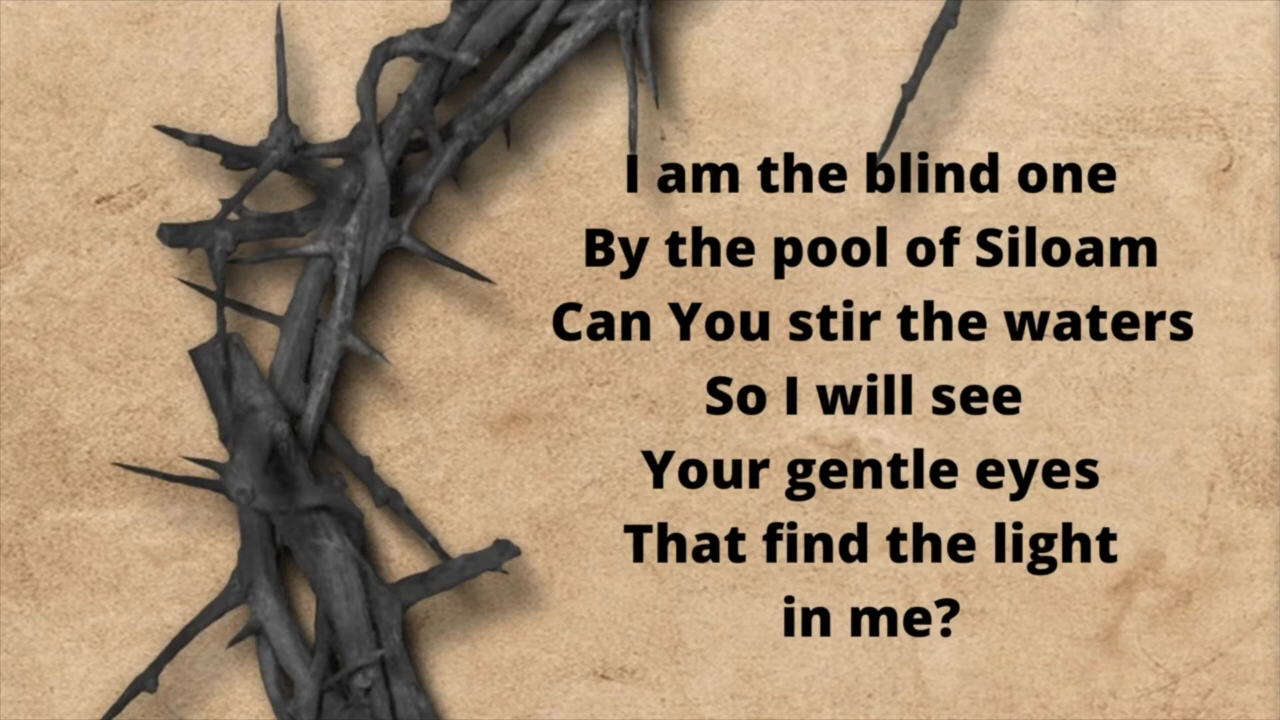 I am the blind one
By the pool of Siloam
Can You stir the waters
So I will see
Your gentle eyes
That find the light
in me?